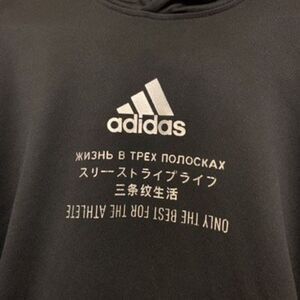 adidas
ЖИЗНЬ В ТРЕХ ПОЛОСКАХ
スリーストライプライフ
三条纹生活
ONLY THE BEST FOR THE ATHLETE